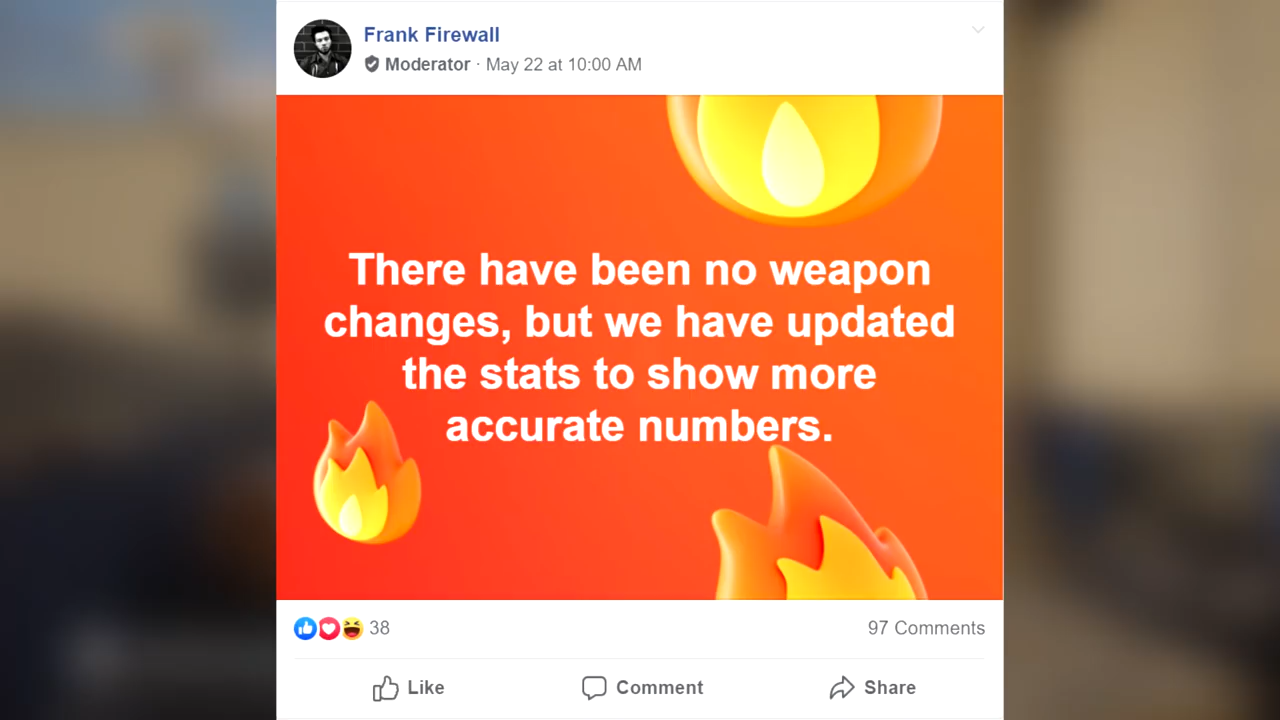 Frank Firewall
Moderator · May 22 at 10:00 AM
There have been no weapon
changes, but we have updated
the stats to show more
accurate numbers.
38
97 Comments
Like
Comment
Share